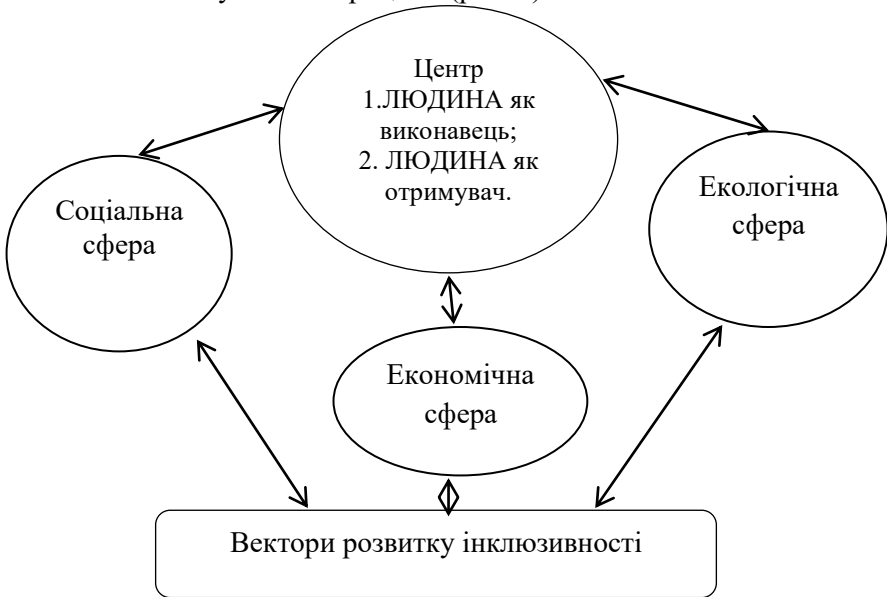 Центр
1.ЛЮДИНА як
виконавець;
2. ЛЮДИНА як
отримувач.
Соціальна
сфера
Екологічна
сфера
Економічна
сфера
Вектори розвитку інклюзивності